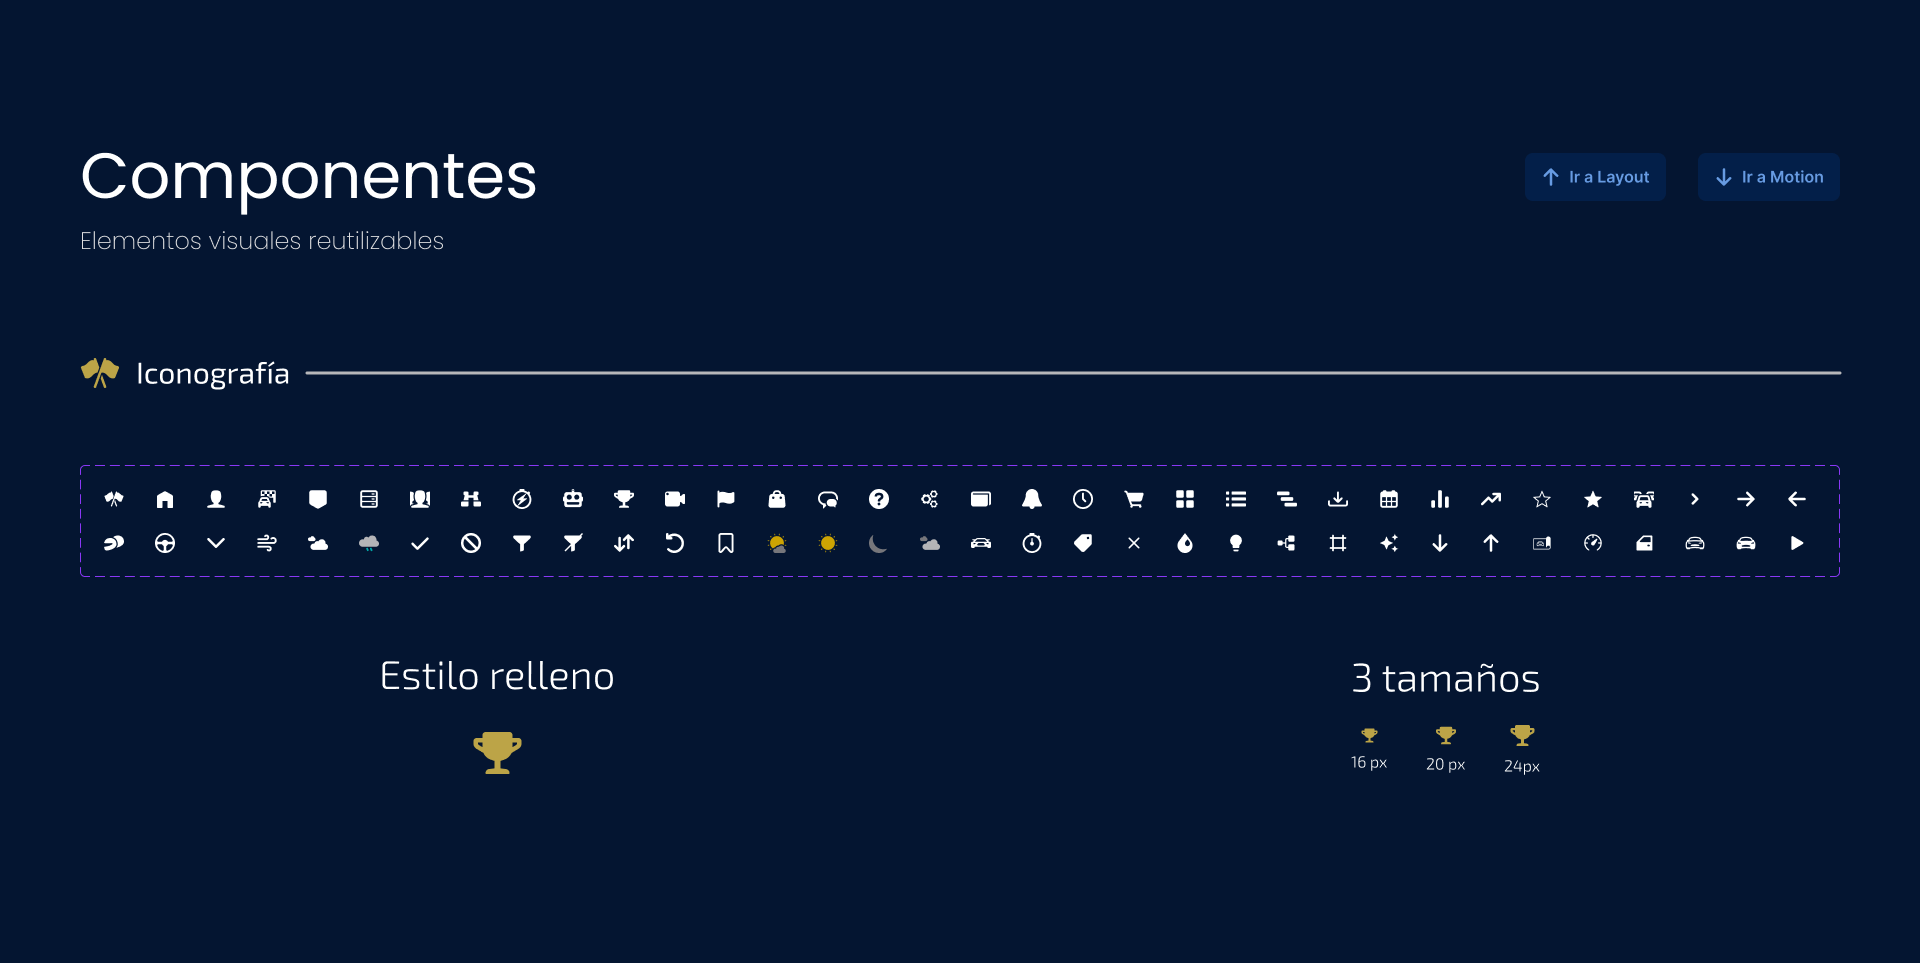 Componentes
Ir a Layout
Ir a Motion
Elementos visuales reutilizables
Iconografía
Estilo relleno
3 tamaños
16 px
20 px
24px